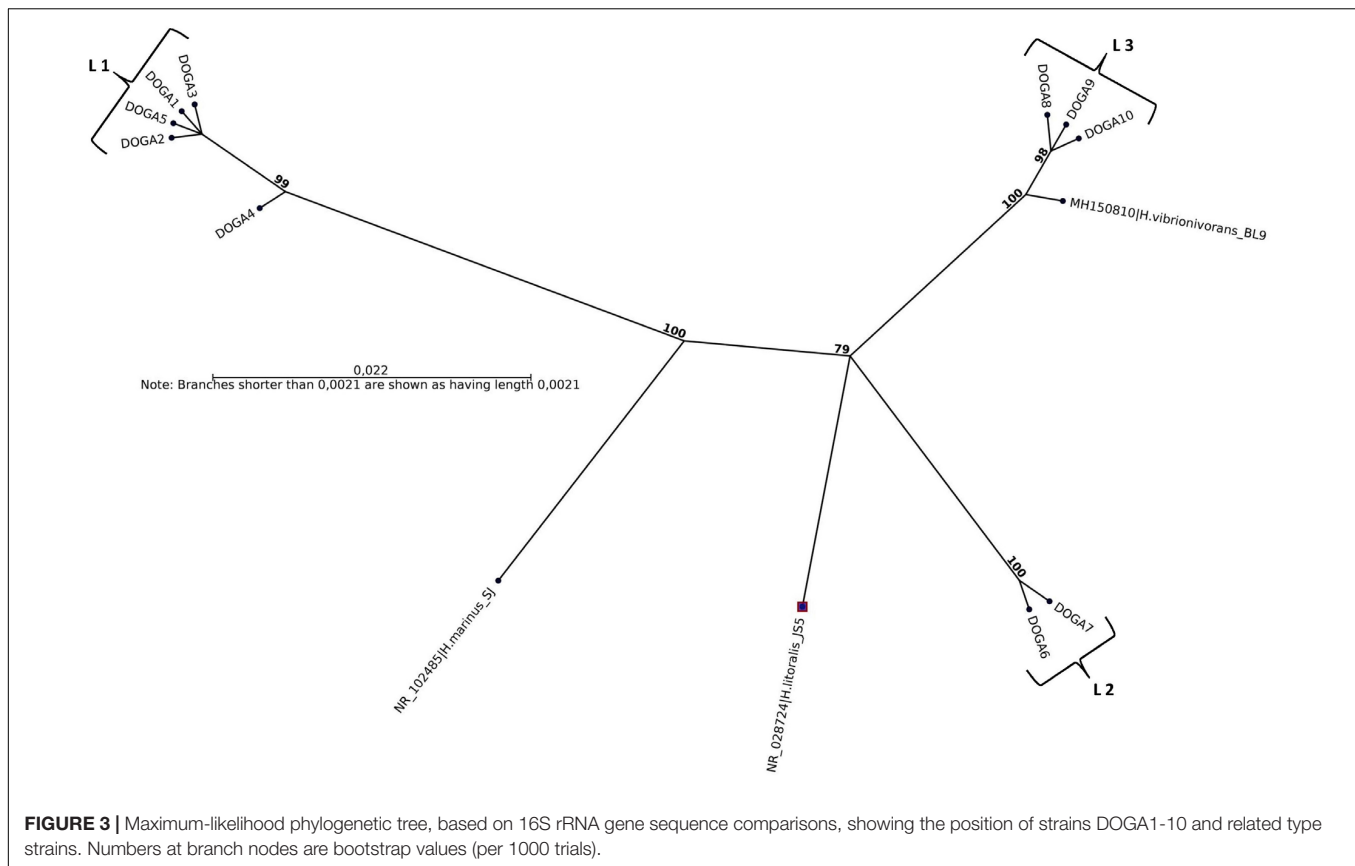 L 1
DOGA3
DOGA1
DOGA5
DOGA2
99
DOGA4
L 3
DOGA8
DOGA9
DOGA10
98
100
MH150810|H.vibrionivorans_BL9
100
79
0,022
Note: Branches shorter than 0,0021 are shown as having length 0,0021
NR_102485|H.marinus_SJ
NR_028724|H.litoralis_JS5
100
DOGA7
DOGA6
L 2
FIGURE 3 | Maximum-likelihood phylogenetic tree, based on 16S rRNA gene sequence comparisons, showing the position of strains DOGA1-10 and related type
strains. Numbers at branch nodes are bootstrap values (per 1000 trials).